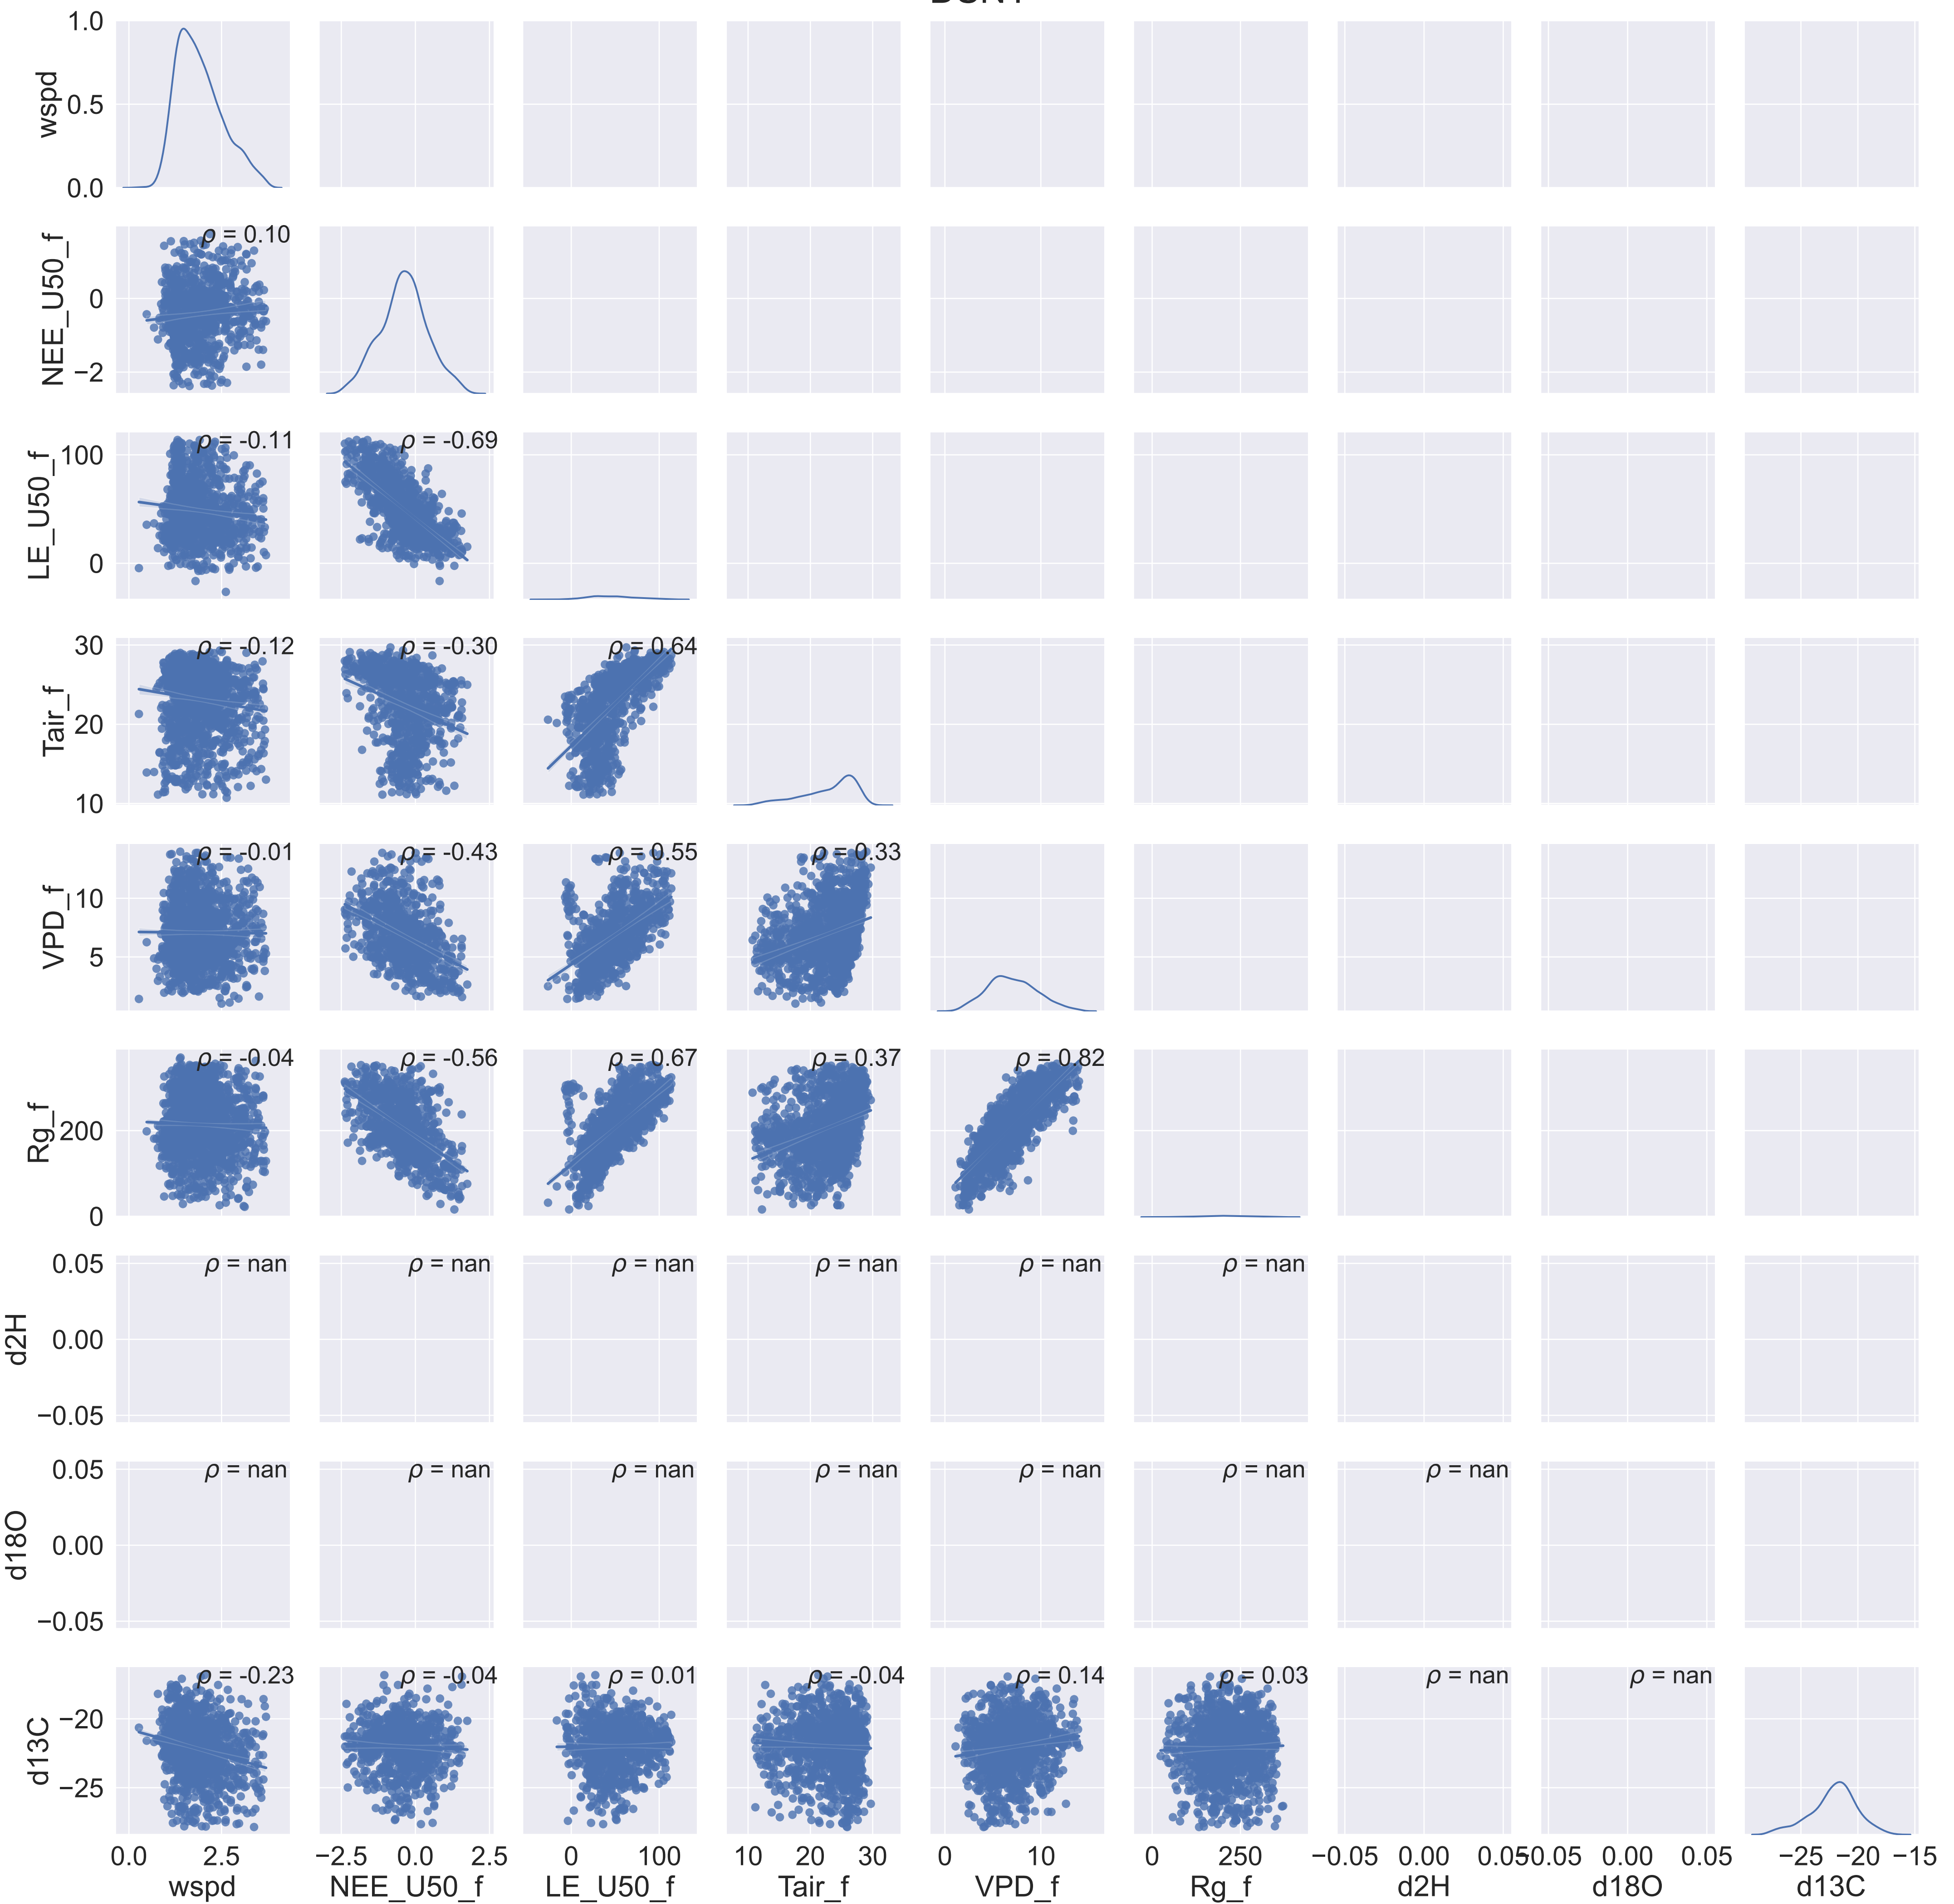 1.0
0.5
0.0
wspd
ρ = 0.10
0
−2
NEE_U50_f
ρ = -0.11
ρ = -0.69
100
0
LE_U50_f
ρ = -0.12
ρ = -0.30
ρ = 0.64
30
20
10
Tair_f
ρ = -0.01
ρ = -0.43
ρ = 0.55
ρ = 0.33
10
5
VPD_f
ρ = -0.04
ρ = -0.56
ρ = 0.67
ρ = 0.37
ρ = 0.82
200
0
Rg_f
0.05
ρ = nan
ρ = nan
ρ = nan
ρ = nan
ρ = nan
ρ = nan
0.00
−0.05
d2H
0.05
ρ = nan
ρ = nan
ρ = nan
ρ = nan
ρ = nan
ρ = nan
ρ = nan
0.00
−0.05
d18O
ρ = -0.23
ρ = -0.04
ρ = 0.01
ρ = -0.04
ρ = 0.14
ρ = 0.03
ρ = nan
ρ = nan
−20
−25
d13C
0.0 2.5
−2.5 0.0 2.5
0 100
10 20 30
0 10
0 250
−0.05 0.00 0.05
−0.05 0.00 0.05
−25 −20 −15
wspd
NEE_U50_f
LE_U50_f
Tair_f
VPD_f
Rg_f
d2H
d18O
d13C